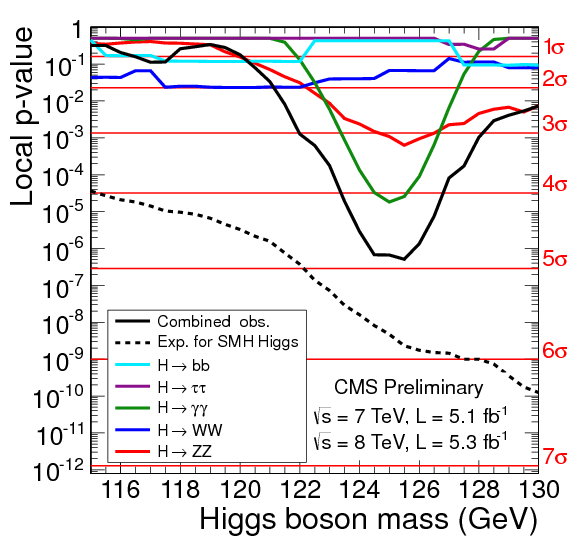 Local p-value
1
10⁻¹
10⁻²
10⁻³
10⁻⁴
10⁻⁵
10⁻⁶
10⁻⁷
10⁻⁸
10⁻⁹
10⁻¹⁰
10⁻¹¹
10⁻¹²
1σ
2σ
3σ
4σ
5σ
6σ
7σ
Combined obs.
Exp. for SMH Higgs
H→bb
H→ττ
H→γγ
H→WW
H→ZZ
CMS Preliminary
√s = 7 TeV, L = 5.1 fb⁻¹
√s = 8 TeV, L = 5.3 fb⁻¹
116 118 120 122 124 126 128 130
Higgs boson mass (GeV)